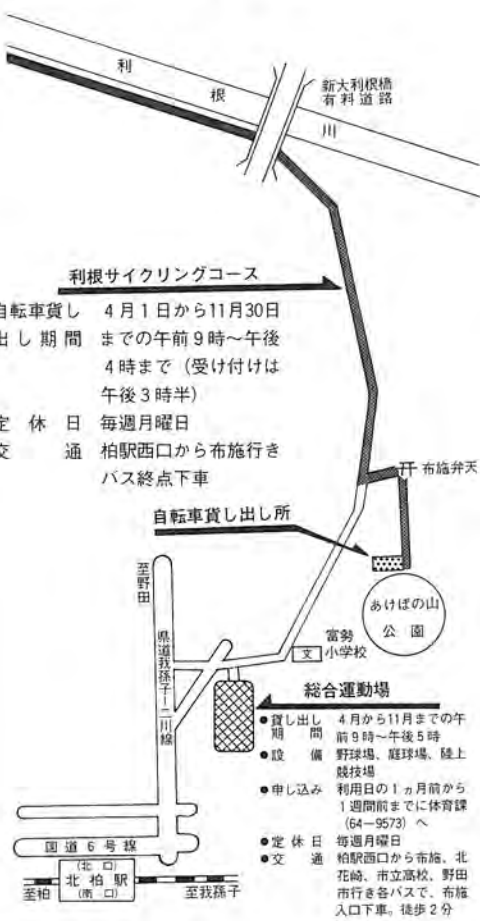 利根川
新大利根橋
有料道路
利根サイクリングコース
自転車貸し 4月1日から11月30日
出し期間 までの午前9時〜午後
4時まで（受け付けは
午後3時半）
定休日 毎週月曜日
交通 柏駅西口から布施行き
バス終点下車
布施弁天
自転車貸し出し所
あけぼの山
公園
至野田
県道我孫子―二川線
文
富勢
小学校
総合運動場
●貸し出し 4月から11月までの午
期間 前9時〜午後5時
●設備 野球場、庭球場、陸上
競技場
●申し込み 利用日の1ヵ月前から
1週間前までに体育課
(64―9573) へ
●定休日 毎週月曜日
●交通 柏駅西口から布施、北
花崎、市立高校、野田
市行き各バスで、布施
入口下車。徒歩2分
国道6号線
(北口)
北柏駅
(南口)
至柏
至我孫子